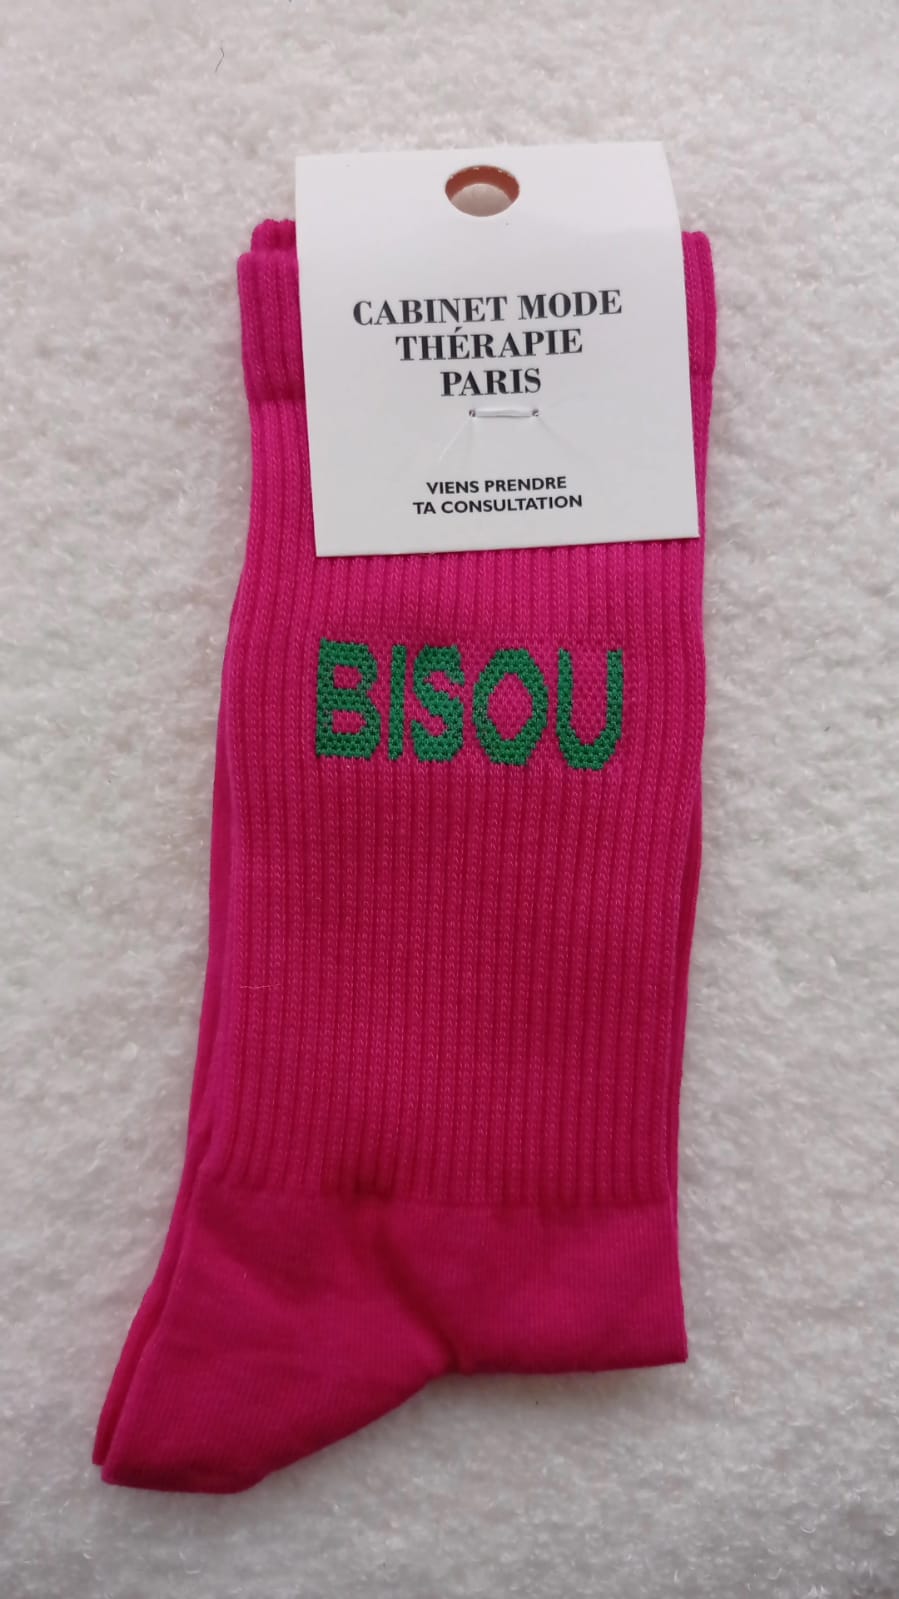 CABINET MODE
THÉRAPIE
PARIS
VIENS PRENDRE
TA CONSULTATION
BISOU